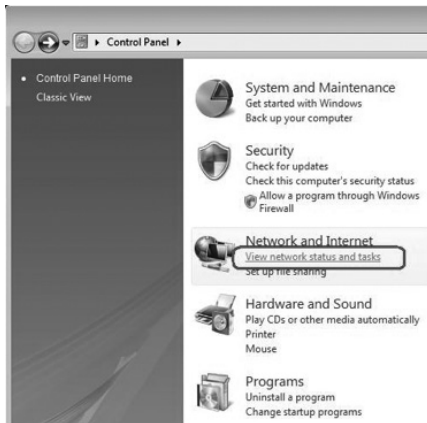 Control Panel
Control Panel Home
Classic View
System and Maintenance
Get started with Windows
Back up your computer
Security
Check for updates
Check this computer's security status
Allow a program through Windows
Firewall
Network and Internet
View network status and tasks
Set up file sharing
Hardware and Sound
Play CDs or other media automatically
Printer
Mouse
Programs
Uninstall a program
Change startup programs